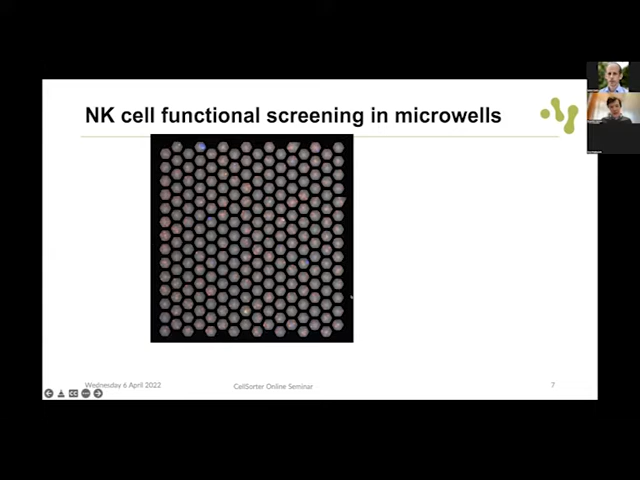 NK cell functional screening in microwells
Wednesday 6 April 2022
CellSorter Online Seminar
7